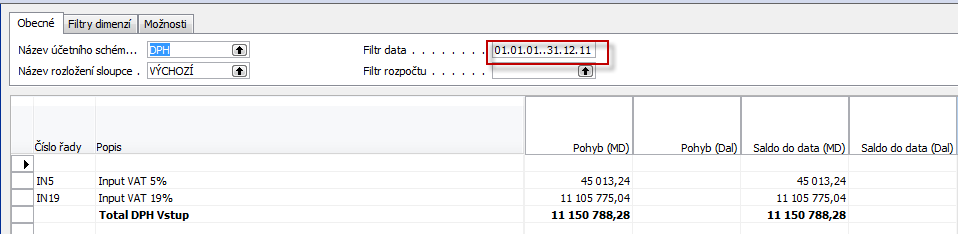 Obecné Filtry dimenzí Možnosti
Název účetního schém... DPH Filtr data . . . . . . . . 01.01.01..31.12.11
Název rozložení sloupce . VÝCHOZÍ Filtr rozpočtu . . . . . .
Číslo řady Popis Pohyb (MD) Pohyb (Dal) Saldo do data (MD) Saldo do data (Dal)
IN5 Input VAT 5% 45 013,24 45 013,24
IN19 Input VAT 19% 11 105 775,04 11 105 775,04
Total DPH Vstup 11 150 788,28 11 150 788,28